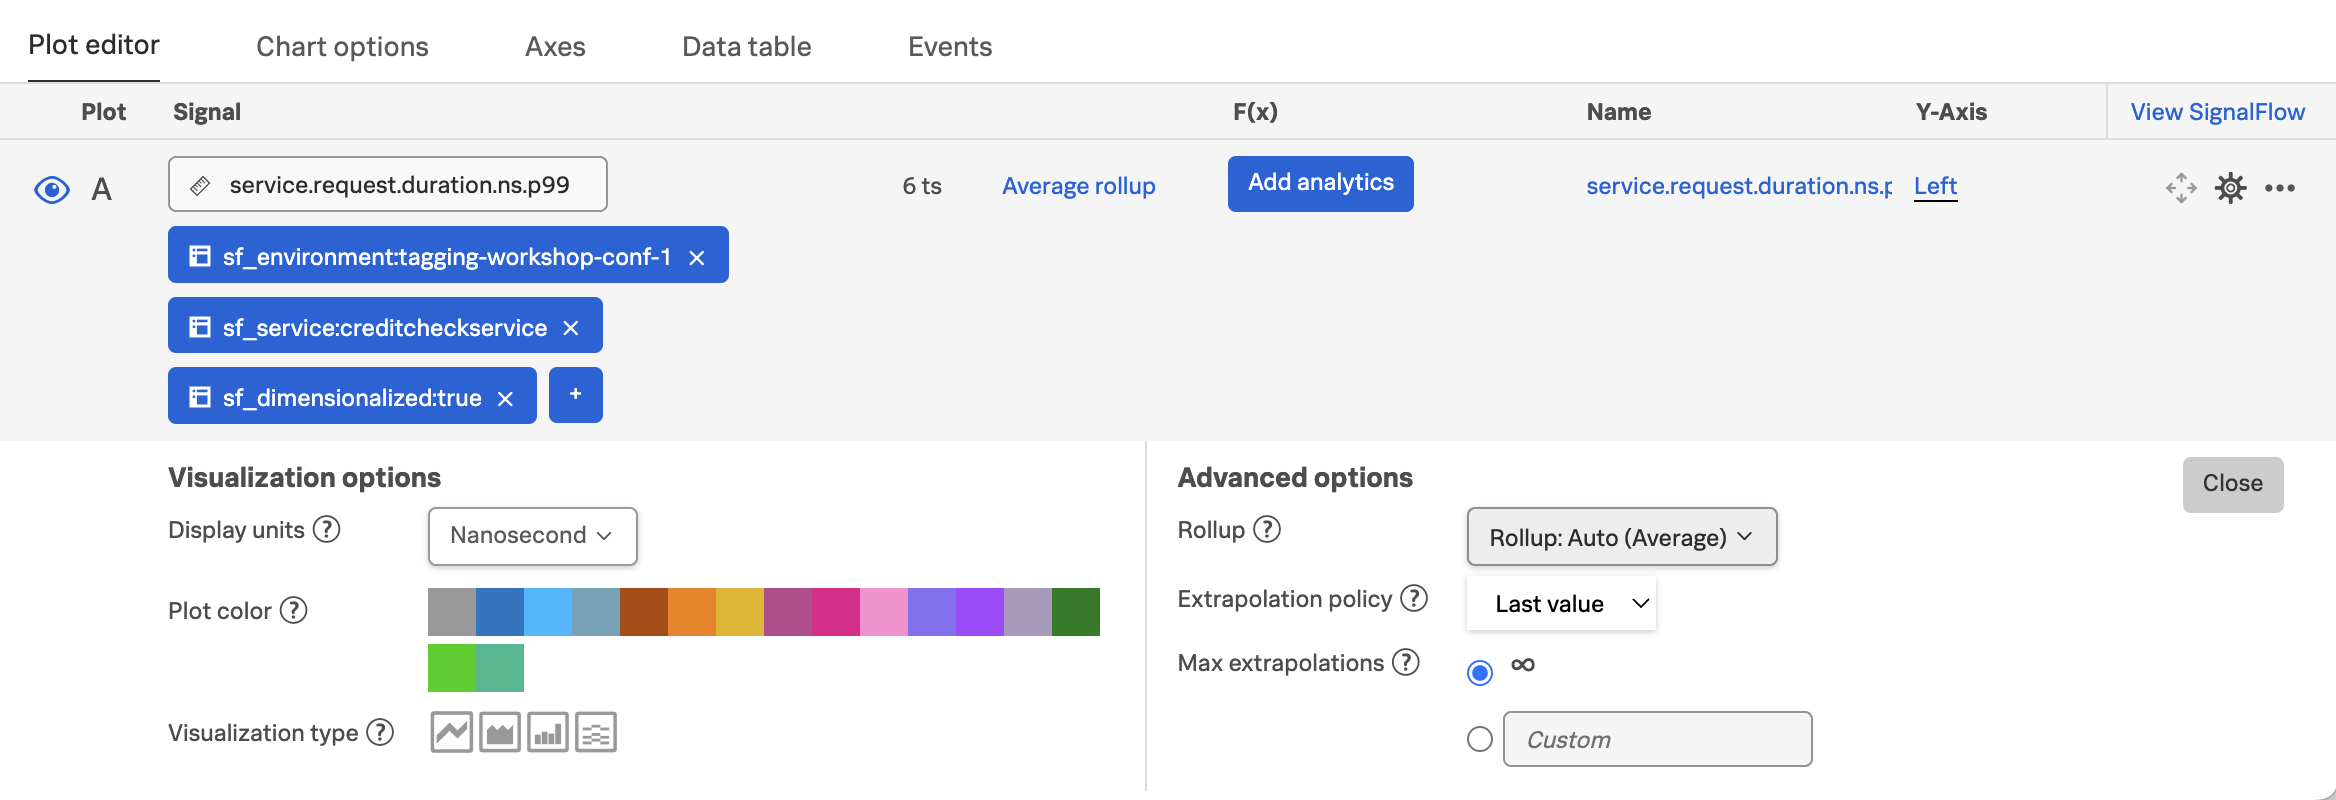 Plot editor Chart options Axes Data table Events
Plot Signal F(x) Name Y-Axis View SignalFlow
A service.request.duration.ns.p99 6 ts Average rollup Add analytics service.request.duration.ns.p Left
sf_environment:tagging-workshop-conf-1 ×
sf_service:creditcheckservice ×
sf_dimensionalized:true × +
Visualization options
Display units ? Nanosecond
Plot color ?
Visualization type ?
Advanced options Close
Rollup ? Rollup: Auto (Average)
Extrapolation policy ? Last value
Max extrapolations ? ∞
Custom